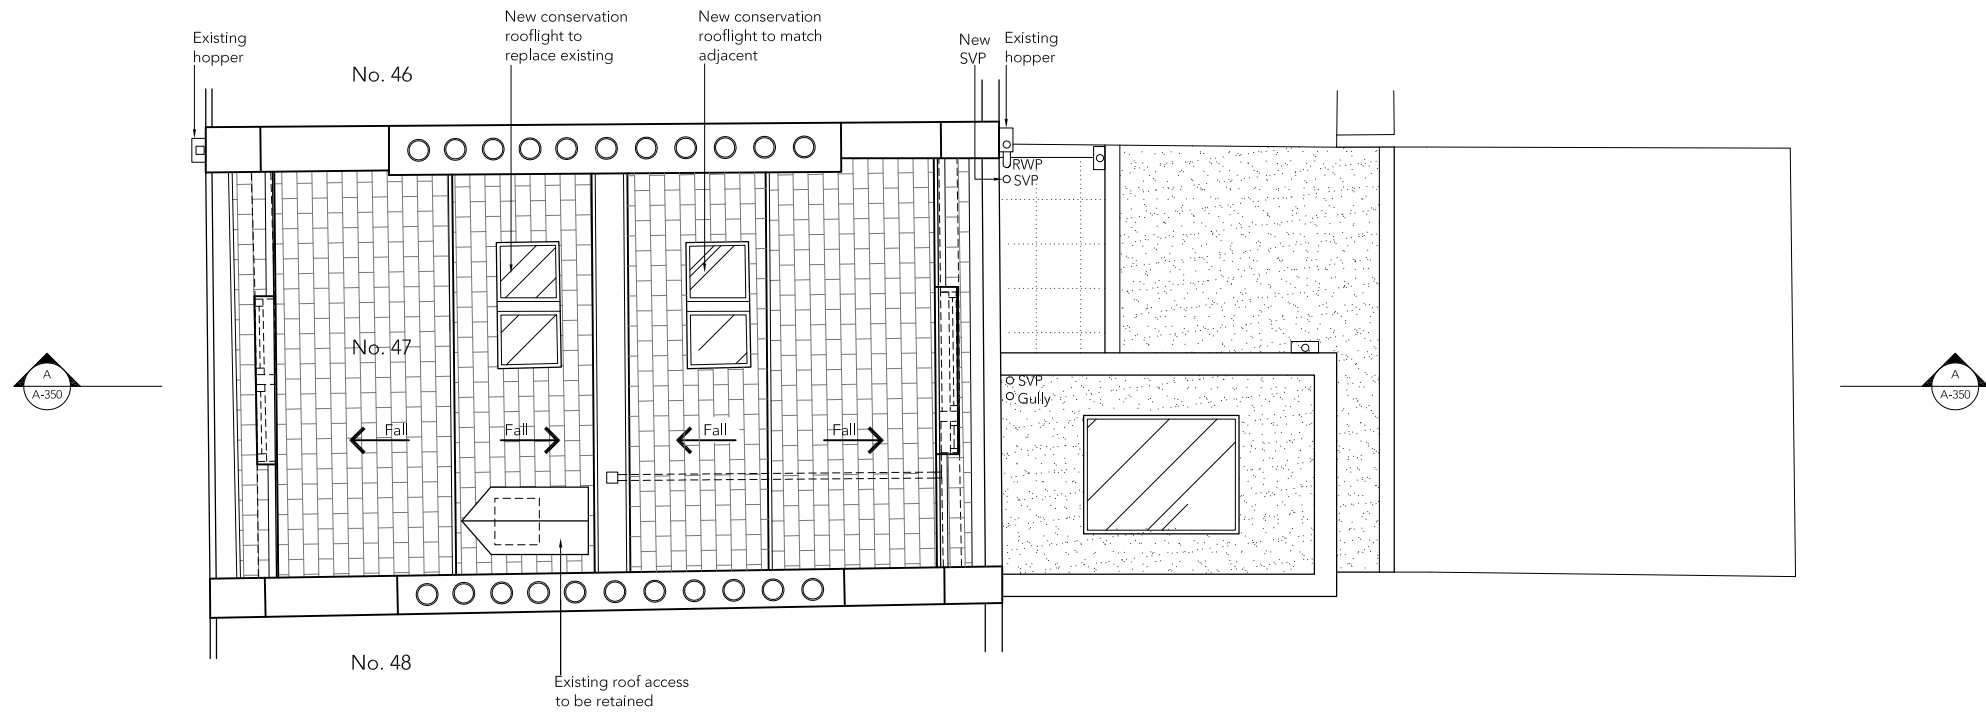 New conservation
rooflight to
replace existing
New conservation
rooflight to match
adjacent
Existing
hopper
New
SVP
Existing
hopper
No. 46
RWP
SVP
No. 47
A
A-350
A
A-350
SVP
Gully
Fall
Fall
Fall
Fall
No. 48
Existing roof access
to be retained